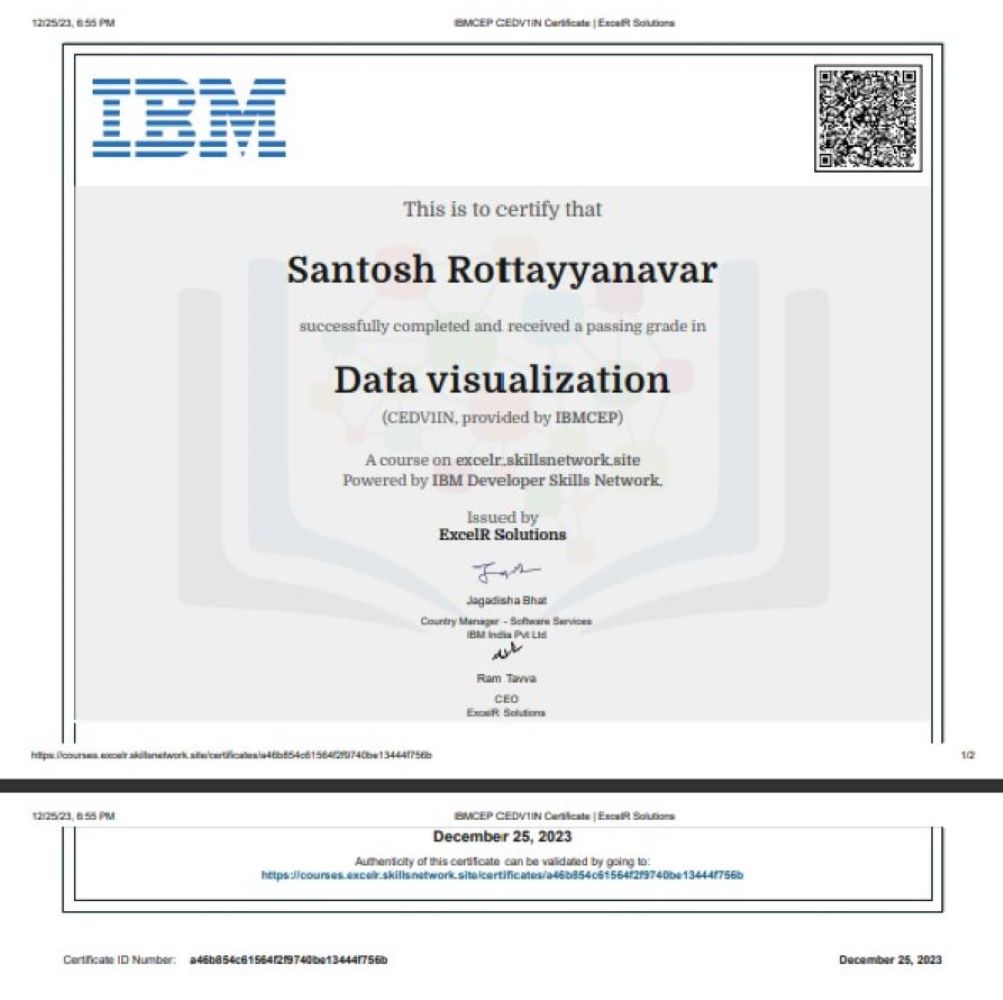 12/25/23, 6:55 PM
IBMCEP CEDV1IN Certificate | ExcelR Solutions
IBM
This is to certify that
Santosh Rottayyanavar
successfully completed and received a passing grade in
Data visualization
(CEDV1IN, provided by IBMCEP)
A course on excelr.skillsnetwork.site
Powered by IBM Developer Skills Network.
Issued by
ExcelR Solutions
Jagadisha Bhat
Country Manager - Software Services
IBM India Pvt Ltd
Ram Tavva
CEO
ExcelR Solutions
https://courses.excelr.skillsnetwork.site/certificates/a46b854c61564f2f9740be13444f756b
1/2
12/25/23, 6:55 PM
IBMCEP CEDV1IN Certificate | ExcelR Solutions
December 25, 2023
Authenticity of this certificate can be validated by going to:
https://courses.excelr.skillsnetwork.site/certificates/a46b854c61564f2f9740be13444f756b
Certificate ID Number: a46b854c61564f2f9740be13444f756b
December 25, 2023